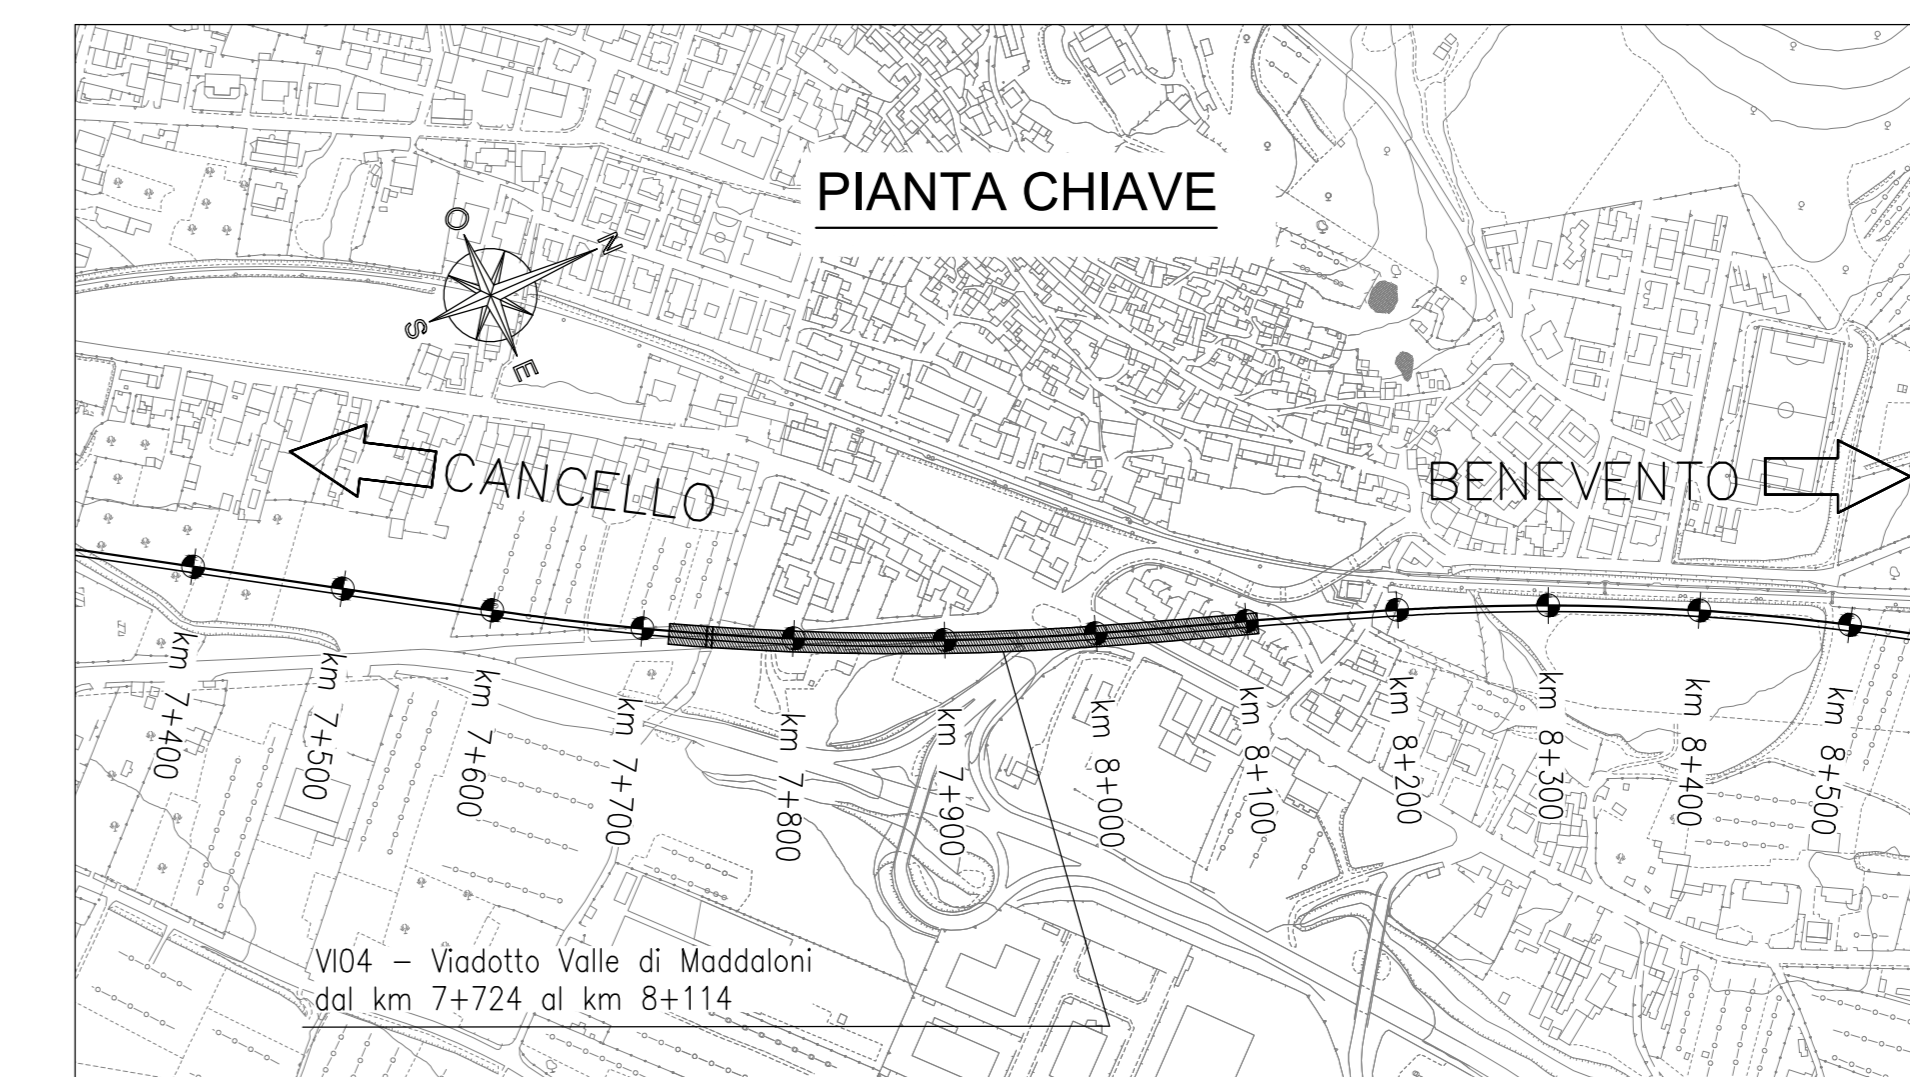 PIANTA CHIAVE
O
N
S
E
CANCELLO
BENEVENTO
km 7+400
km 7+500
km 7+600
km 7+700
km 7+800
km 7+900
km 8+000
km 8+100
km 8+200
km 8+300
km 8+400
km 8+500
VI04 – Viadotto Valle di Maddaloni
dal km 7+724 al km 8+114